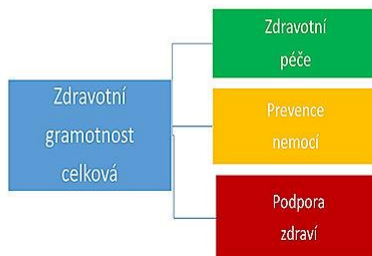 Zdravotní
gramotnost
celková
Zdravotní
péče
Prevence
nemocí
Podpora
zdraví